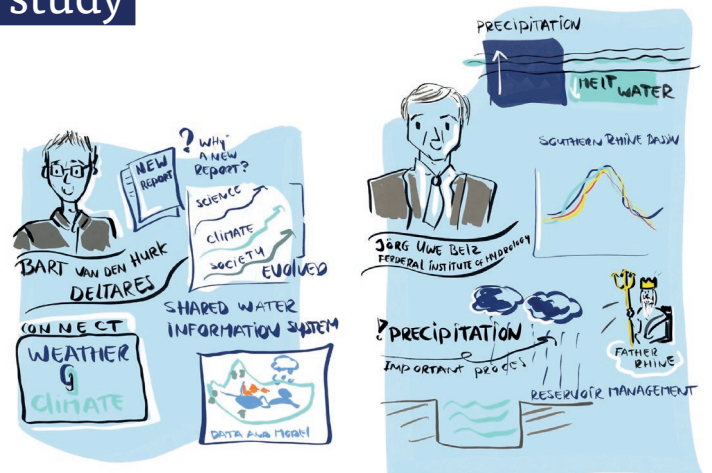 study
? WHY
A NEW
REPORT?
NEW
REPORT
SCIENCE
CLIMATE
SOCIETY
EVOLVED
BART VAN DEN HURK
DELTARES
CONNECT
WEATHER
CLIMATE
SHARED WATER
INFORMATION SYSTEM
DATA AND MODEL
PRECIPITATION
MELT
WATER
SOUTHERN RHINE BASIN
JÖRG UWE BELZ
FERDERAL INSTITUTE OF HYDROLOGY
? PRECIPITATION
IMPORTANT PROCES
FATHER
RHINE
RESERVOIR MANAGEMENT